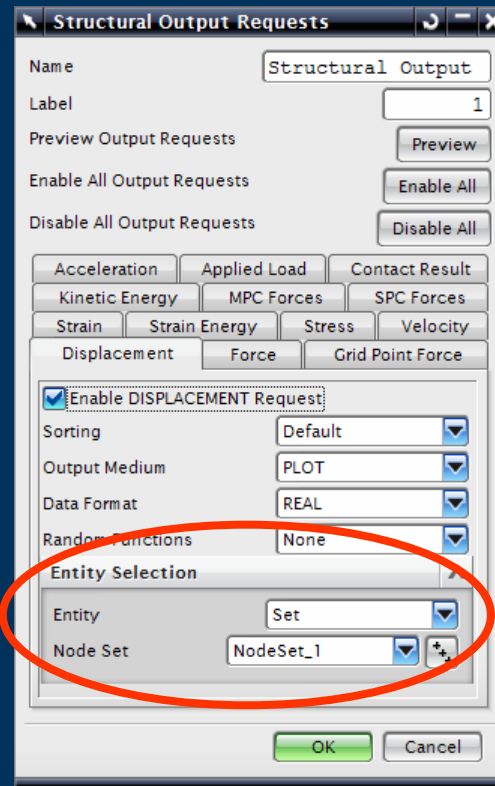 Structural Output Requests
Name Structural Output
Label 1
Preview Output Requests Preview
Enable All Output Requests Enable All
Disable All Output Requests Disable All
Acceleration Applied Load Contact Result
Kinetic Energy MPC Forces SPC Forces
Strain Strain Energy Stress Velocity
Displacement Force Grid Point Force
Enable DISPLACEMENT Request
Sorting Default
Output Medium PLOT
Data Format REAL
Random Functions None
Entity Selection
Entity Set
Node Set NodeSet_1
OK Cancel